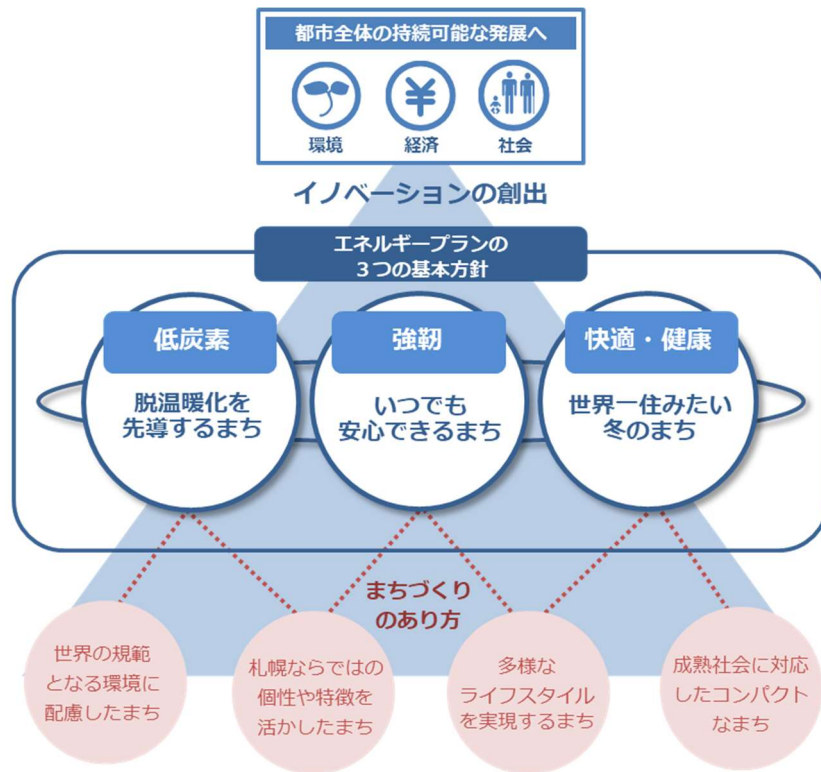 都市全体の持続可能な発展へ
環境
経済
社会
イノベーションの創出
エネルギープランの
３つの基本方針
低炭素
脱温暖化を
先導するまち
強靭
いつでも
安心できるまち
快適・健康
世界一住みたい
冬のまち
まちづくり
のあり方
世界の規範
となる環境に
配慮したまち
札幌ならではの
個性や特徴を
活かしたまち
多様な
ライフスタイル
を実現するまち
成熟社会に対応
したコンパクト
なまち